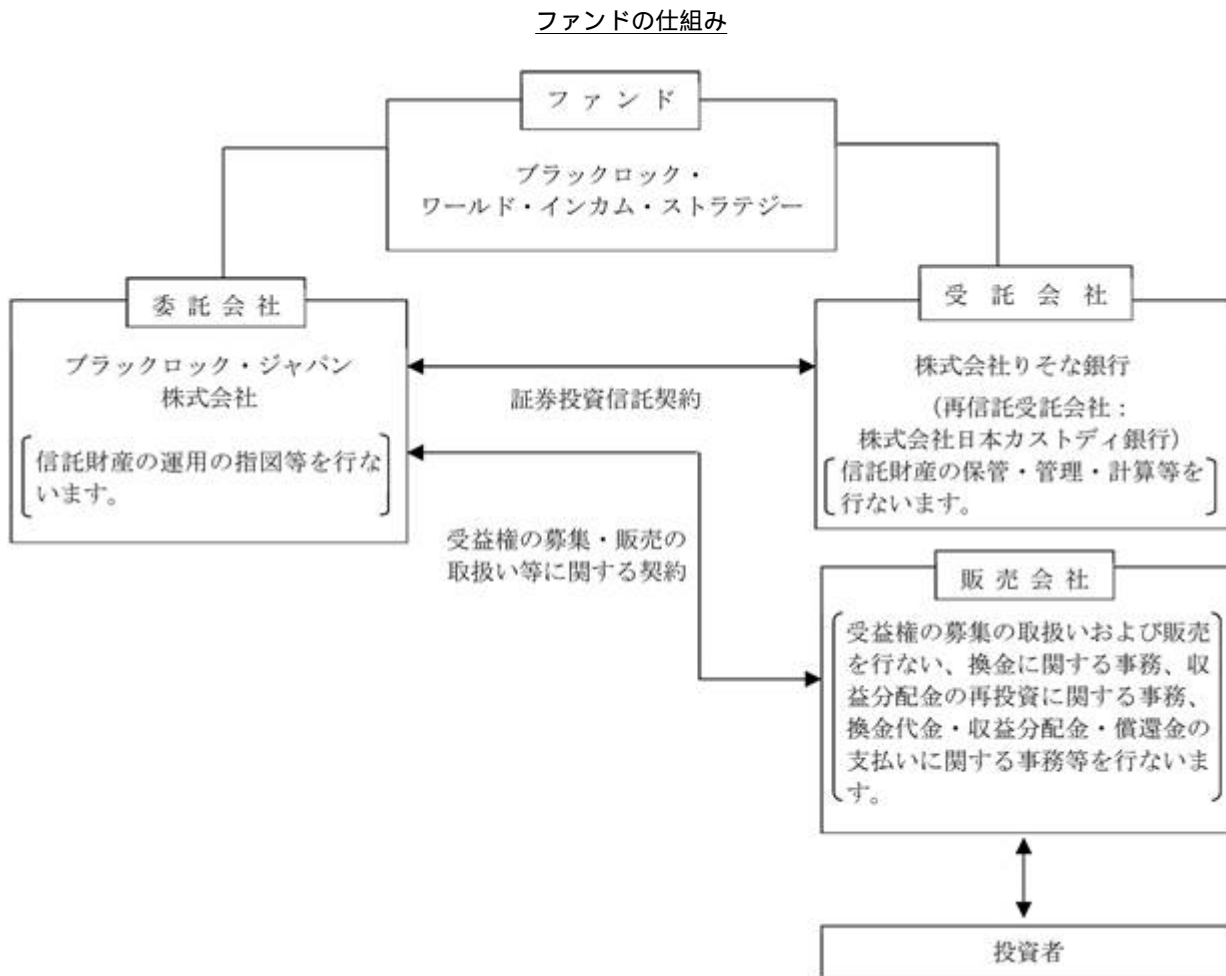 ファンドの仕組み
ファンド
ブラックロック・
ワールド・インカム・ストラテジー
委託会社
ブラックロック・ジャパン
株式会社
信託財産の運用の指図等を行な
います。
証券投資信託契約
受託会社
株式会社りそな銀行
(再信託受託会社:
株式会社日本カストディ銀行)
信託財産の保管・管理・計算等を
行ないます。
受益権の募集・販売の
取扱い等に関する契約
販売会社
受益権の募集の取扱いおよび販売
を行ない、換金に関する事務、収
益分配金の再投資に関する事務、
換金代金・収益分配金・償還金の
支払いに関する事務等を行ないま
す。
投資者